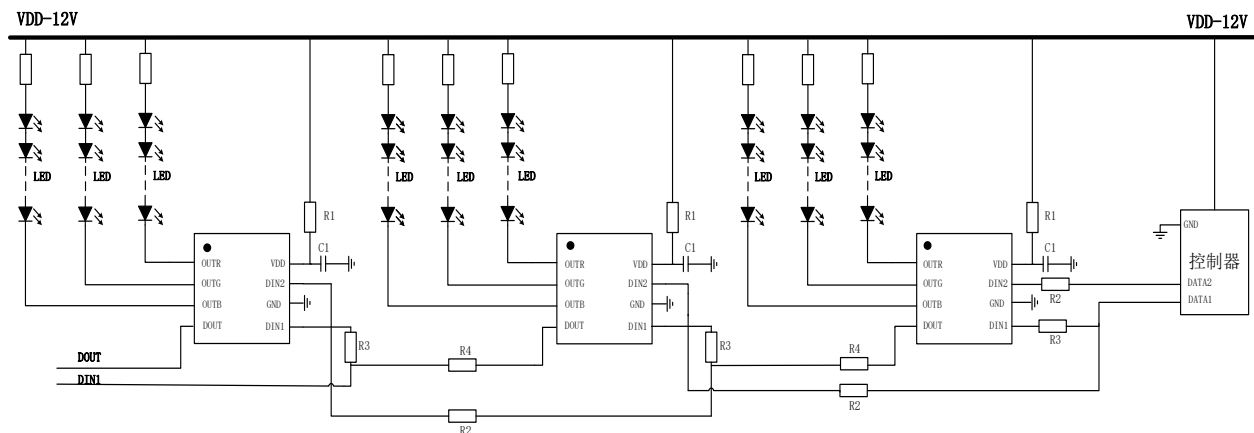 VDD-12V
VDD-12V
LED LED LED
LED LED LED
LED LED LED
R1
R1
R1
C1
C1
C1
OUTR VDD
OUTG DIN2
OUTB GND
DOUT DIN1
OUTR VDD
OUTG DIN2
OUTB GND
DOUT DIN1
OUTR VDD
OUTG DIN2
OUTB GND
DOUT DIN1
GND
控制器
DATA2
DATA1
R2
R3
R3
R4
R3
R4
DOUT
DIN1
R2
R2